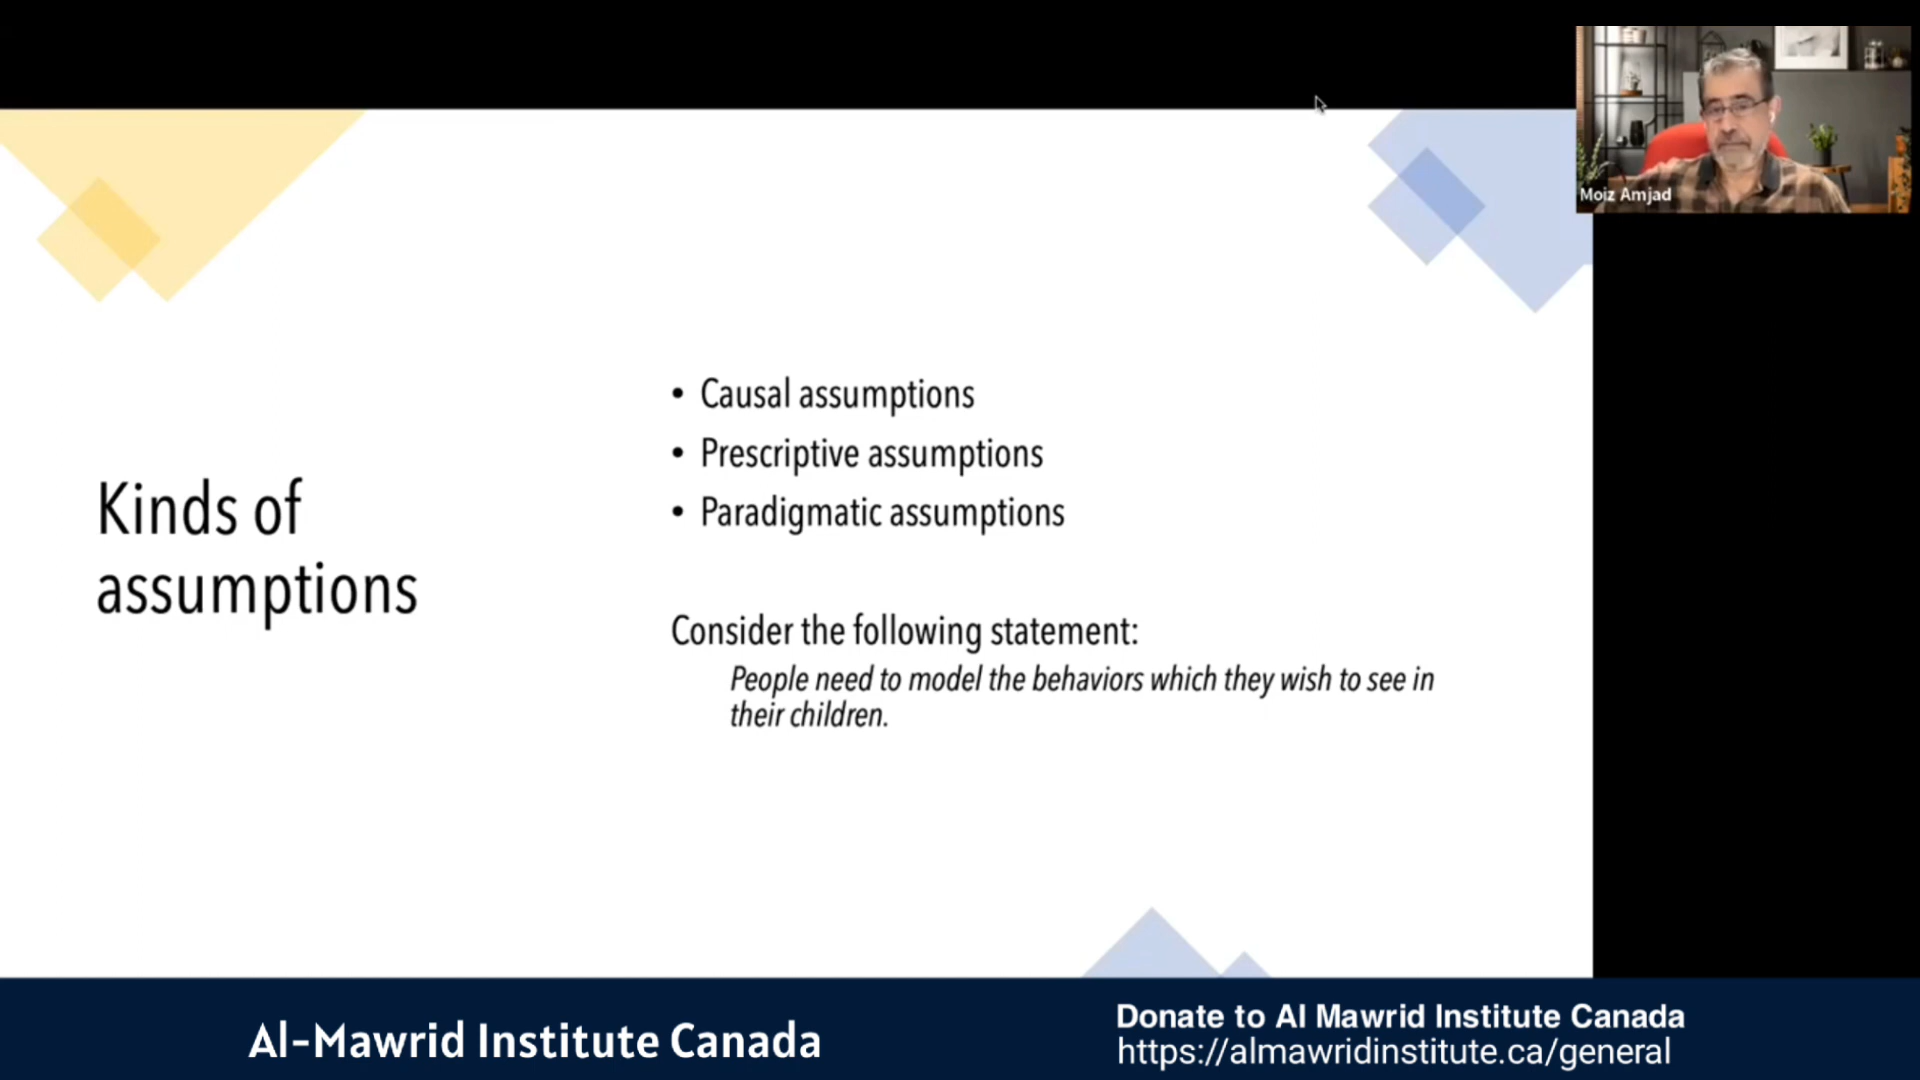 Moiz Amjad
Kinds of
assumptions
• Causal assumptions
• Prescriptive assumptions
• Paradigmatic assumptions
Consider the following statement:
People need to model the behaviors which they wish to see in
their children.
Al-Mawrid Institute Canada
Donate to Al Mawrid Institute Canada
https://almawridinstitute.ca/general